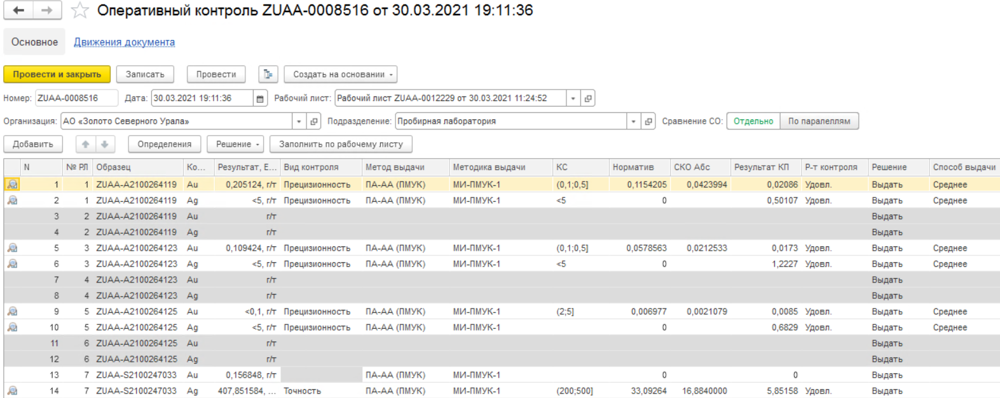 Оперативный контроль ZUAA-0008516 от 30.03.2021 19:11:36
Основное Движения документа
Провести и закрыть Записать Провести Создать на основании
Номер: ZUAA-0008516 Дата: 30.03.2021 19:11:36 Рабочий лист: Рабочий лист ZUAA-0012229 от 30.03.2021 11:24:52
Организация: АО «Золото Северного Урала» Подразделение: Пробирная лаборатория Сравнение СО: Отдельно По паралеллям
Добавить Определения Решение Заполнить по рабочему листу
N № РЛ Образец Ко... Результат, Е... Вид контроля Метод выдачи Методика выдачи КС Норматив СКО Абс Результат КП Р-т контроля Решение Способ выдачи
1 1 ZUAA-A2100264119 Au 0,205124, г/т Прецизионность ПА-АА (ПМУК) МИ-ПМУК-1 (0,1;0,5] 0,1154205 0,0423994 0,02086 Удовл. Выдать Среднее
2 1 ZUAA-A2100264119 Ag <5, г/т Прецизионность ПА-АА (ПМУК) МИ-ПМУК-1 <5 0 0,50107 Удовл. Выдать Среднее
3 2 ZUAA-A2100264119 Au г/т Выдать
4 2 ZUAA-A2100264119 Ag г/т Выдать
5 3 ZUAA-A2100264123 Au 0,109424, г/т Прецизионность ПА-АА (ПМУК) МИ-ПМУК-1 (0,1;0,5] 0,0578563 0,0212533 0,0173 Удовл. Выдать Среднее
6 3 ZUAA-A2100264123 Ag <5, г/т Прецизионность ПА-АА (ПМУК) МИ-ПМУК-1 <5 0 1,2227 Удовл. Выдать Среднее
7 4 ZUAA-A2100264123 Au г/т Выдать
8 4 ZUAA-A2100264123 Ag г/т Выдать
9 5 ZUAA-A2100264125 Au <0,1, г/т Прецизионность ПА-АА (ПМУК) МИ-ПМУК-1 (2;5] 0,006977 0,0021079 0,0085 Удовл. Выдать Среднее
10 5 ZUAA-A2100264125 Ag <5, г/т Прецизионность ПА-АА (ПМУК) МИ-ПМУК-1 0 0,6829 Удовл. Выдать Среднее
11 6 ZUAA-A2100264125 Au г/т Выдать
12 6 ZUAA-A2100264125 Ag г/т Выдать
13 7 ZUAA-S2100247033 Au 0,156848, г/т ПА-АА (ПМУК) МИ-ПМУК-1 0 0 Выдать
14 7 ZUAA-S2100247033 Ag 407,851584, ... Точность ПА-АА (ПМУК) МИ-ПМУК-1 (200;500] 33,09264 16,8840000 5,85158 Удовл. Выдать